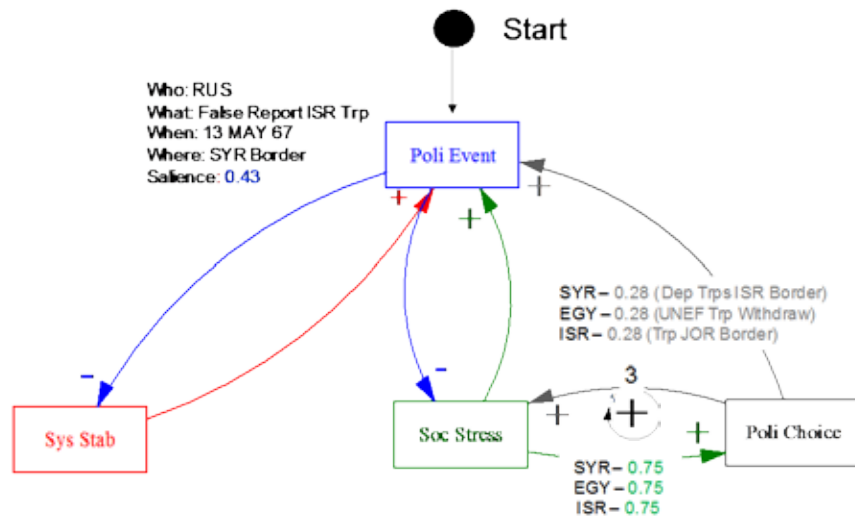 Start
Who: RUS
What: False Report ISR Trp
When: 13 MAY 67
Where: SYR Border
Salience: 0.43
Poli Event
+
+
+
SYR – 0.28 (Dep Trps ISR Border)
EGY – 0.28 (UNEF Trp Withdraw)
ISR – 0.28 (Trp JOR Border)
-
-
3
+
+
+
Sys Stab
Soc Stress
Poli Choice
SYR – 0.75
EGY – 0.75
ISR – 0.75